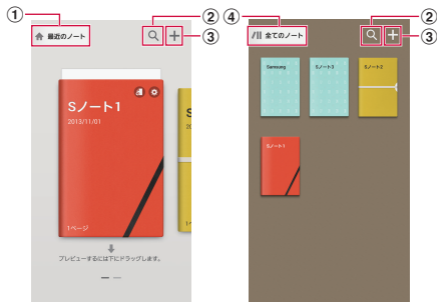 ① ② ③
最近のノート
Sノート1
2013/11/01
1ページ
プレビューするには下にドラッグします。
④ ② ③
全てのノート
Samsung
Sノート3
Sノート2
Sノート1